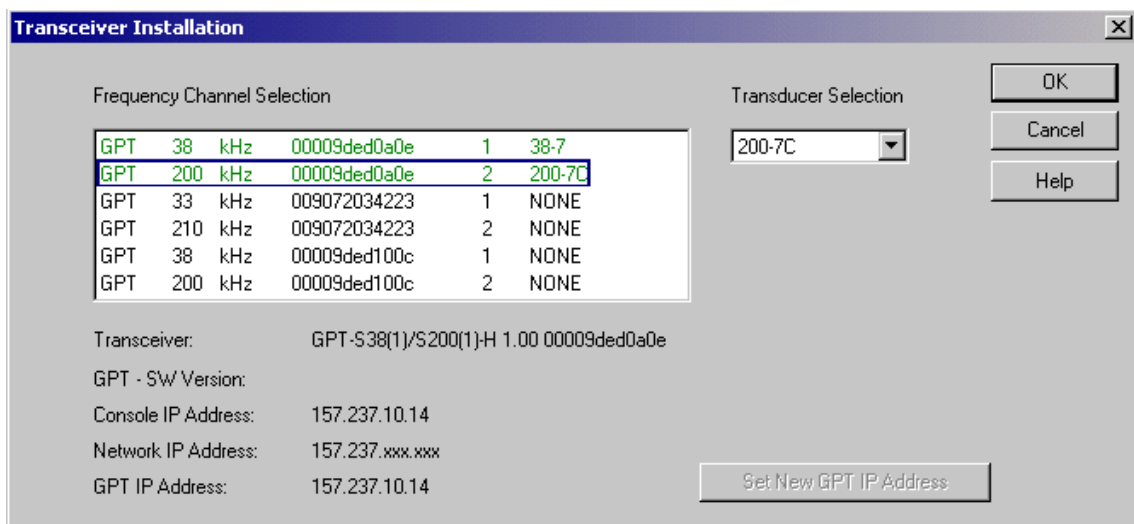 Transceiver Installation
Frequency Channel Selection
GPT 38 kHz 00009ded0a0e 1 38-7
GPT 200 kHz 00009ded0a0e 2 200-7C
GPT 33 kHz 009072034223 1 NONE
GPT 210 kHz 009072034223 2 NONE
GPT 38 kHz 00009ded100c 1 NONE
GPT 200 kHz 00009ded100c 2 NONE
Transducer Selection
200-7C
OK
Cancel
Help
Transceiver: GPT-S38(1)/S200(1)-H 1.00 00009ded0a0e
GPT - SW Version:
Console IP Address: 157.237.10.14
Network IP Address: 157.237.xxx.xxx
GPT IP Address: 157.237.10.14
Set New GPT IP Address